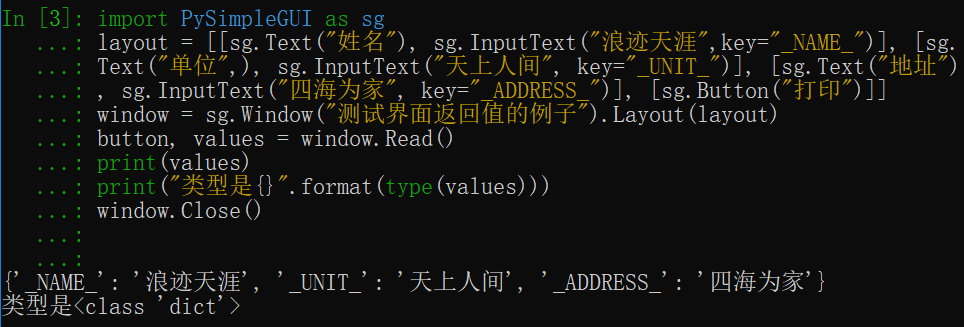 In [3]: import PySimpleGUI as sg
...: layout = [[sg.Text("姓名"), sg.InputText("浪迹天涯",key="_NAME_")], [sg.
...: Text("单位",), sg.InputText("天上人间", key="_UNIT_")], [sg.Text("地址")
...: , sg.InputText("四海为家", key="_ADDRESS_")], [sg.Button("打印")]]
...: window = sg.Window("测试界面返回值的例子").Layout(layout)
...: button, values = window.Read()
...: print(values)
...: print("类型是{}".format(type(values)))
...: window.Close()
...:
...:
{'_NAME_': '浪迹天涯', '_UNIT_': '天上人间', '_ADDRESS_': '四海为家'}
类型是<class 'dict'>